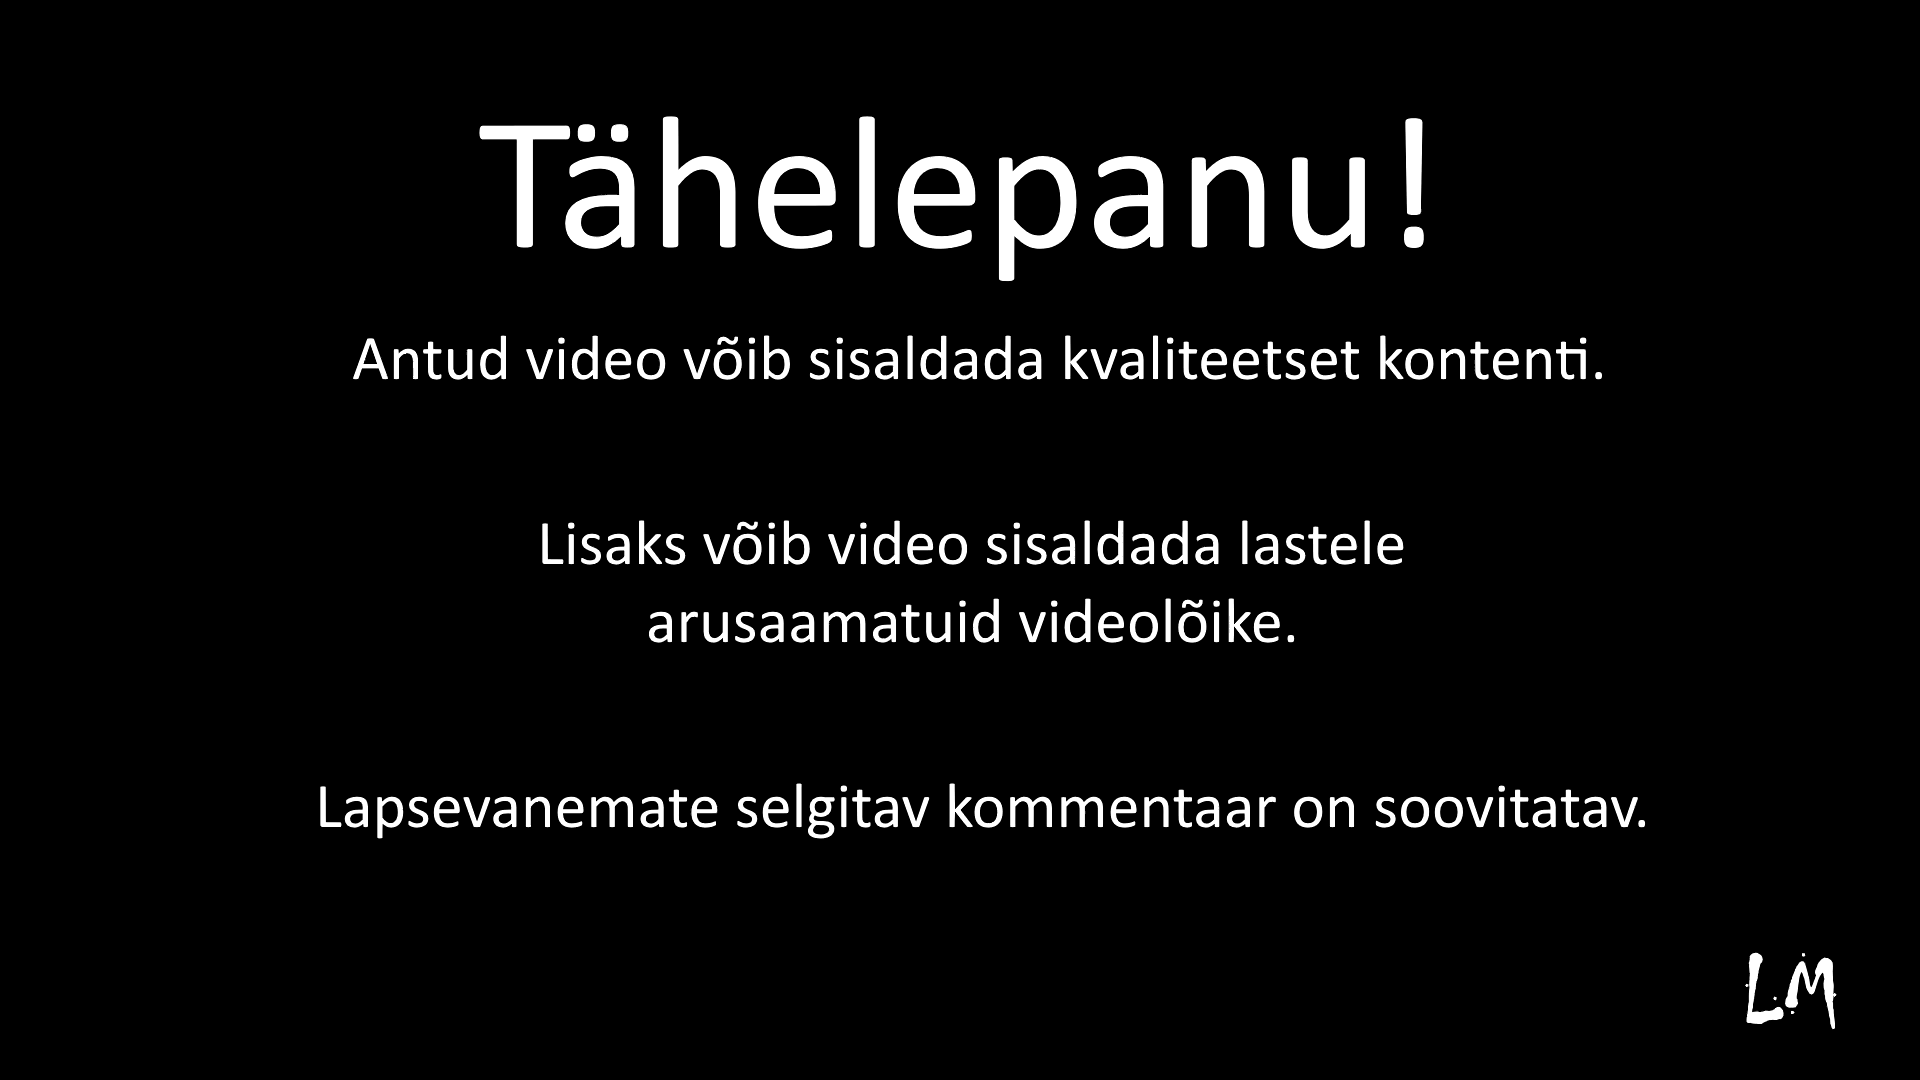 Tähelepanu!
Antud video võib sisaldada kvaliteetset kontenti.
Lisaks võib video sisaldada lastele
arusaamatuid videolõike.
Lapsevanemate selgitav kommentaar on soovitatav.
LM